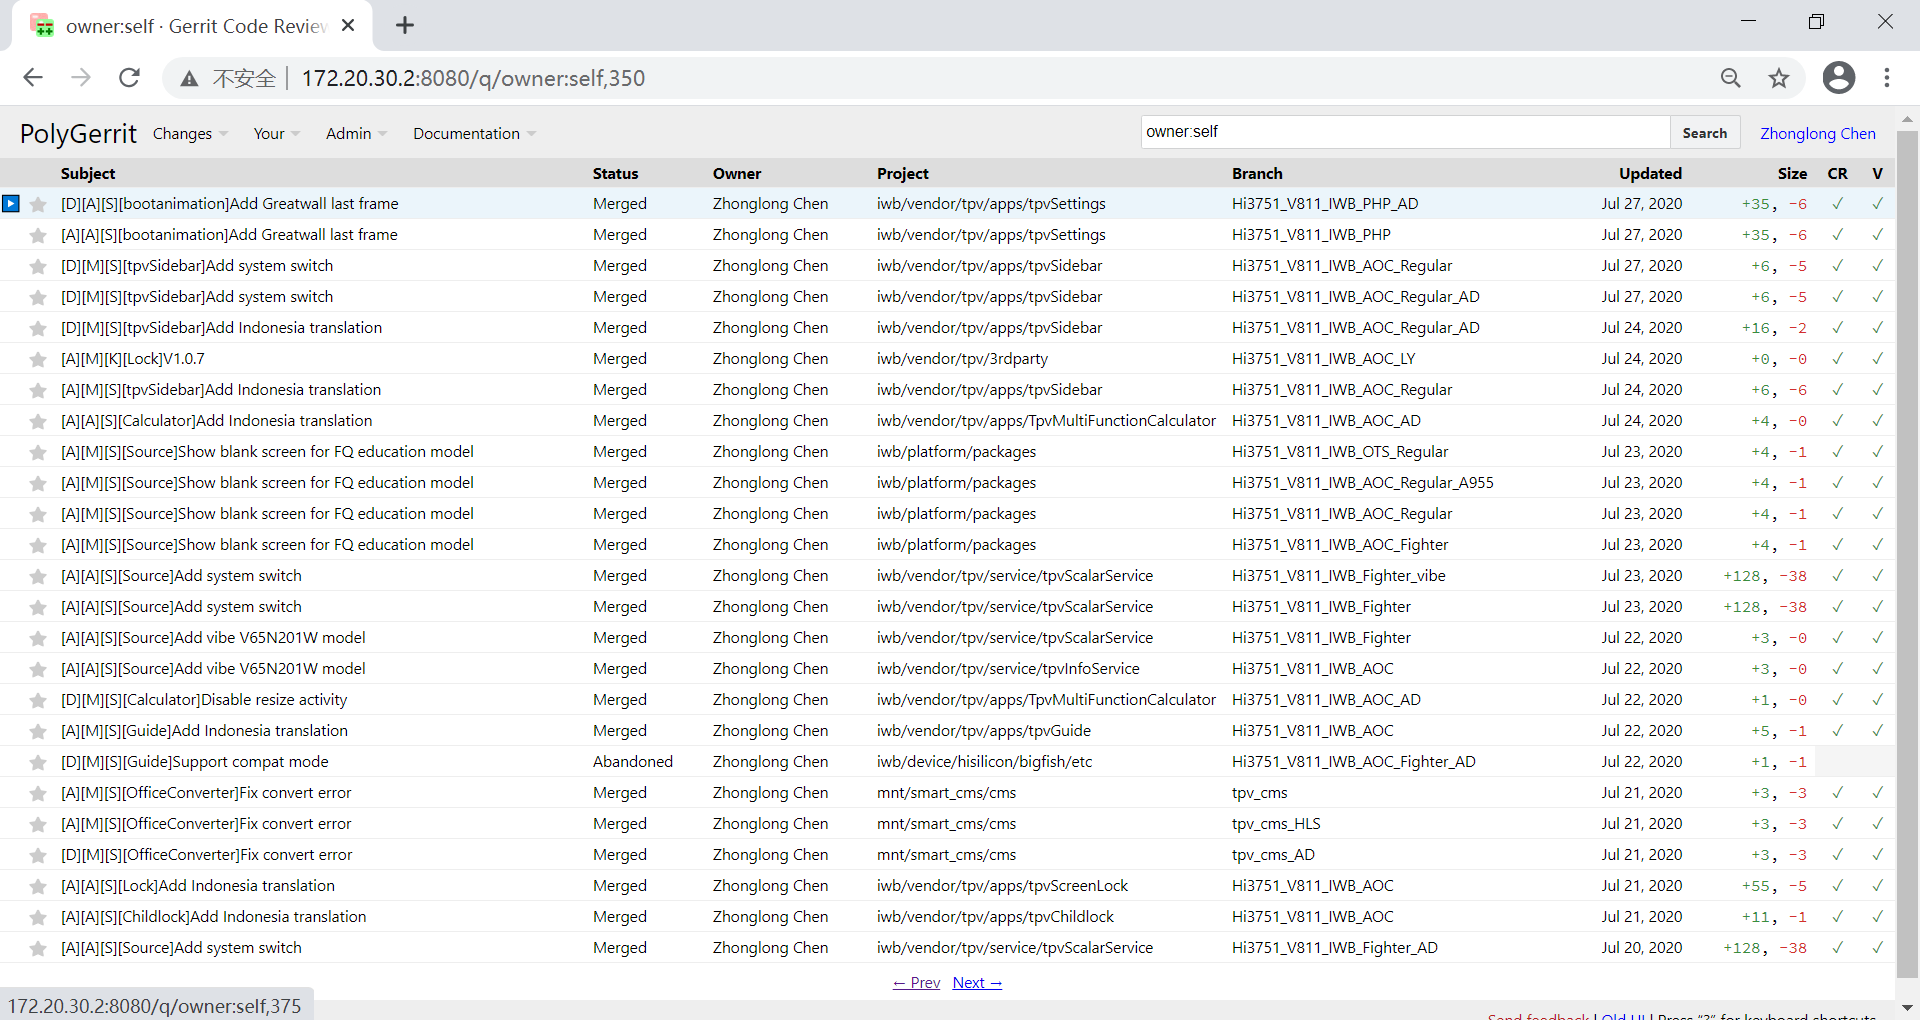 owner:self · Gerrit Code Review
不安全 172.20.30.2:8080/q/owner:self,350
PolyGerrit Changes Your Admin Documentation owner:self Search Zhonglong Chen
Subject Status Owner Project Branch Updated Size CR V
[D][A][S][bootanimation]Add Greatwall last frame Merged Zhonglong Chen iwb/vendor/tpv/apps/tpvSettings Hi3751_V811_IWB_PHP_AD Jul 27, 2020 +35, -6 ✓ ✓
[A][A][S][bootanimation]Add Greatwall last frame Merged Zhonglong Chen iwb/vendor/tpv/apps/tpvSettings Hi3751_V811_IWB_PHP Jul 27, 2020 +35, -6 ✓ ✓
[D][M][S][tpvSidebar]Add system switch Merged Zhonglong Chen iwb/vendor/tpv/apps/tpvSidebar Hi3751_V811_IWB_AOC_Regular Jul 27, 2020 +6, -5 ✓ ✓
[D][M][S][tpvSidebar]Add system switch Merged Zhonglong Chen iwb/vendor/tpv/apps/tpvSidebar Hi3751_V811_IWB_AOC_Regular_AD Jul 27, 2020 +6, -5 ✓ ✓
[D][M][S][tpvSidebar]Add Indonesia translation Merged Zhonglong Chen iwb/vendor/tpv/apps/tpvSidebar Hi3751_V811_IWB_AOC_Regular_AD Jul 24, 2020 +16, -2 ✓ ✓
[A][M][K][Lock]V1.0.7 Merged Zhonglong Chen iwb/vendor/tpv/3rdparty Hi3751_V811_IWB_AOC_LY Jul 24, 2020 +0, -0 ✓ ✓
[A][M][S][tpvSidebar]Add Indonesia translation Merged Zhonglong Chen iwb/vendor/tpv/apps/tpvSidebar Hi3751_V811_IWB_AOC_Regular Jul 24, 2020 +6, -6 ✓ ✓
[A][A][S][Calculator]Add Indonesia translation Merged Zhonglong Chen iwb/vendor/tpv/apps/TpvMultiFunctionCalculator Hi3751_V811_IWB_AOC_AD Jul 24, 2020 +4, -0 ✓ ✓
[A][M][S][Source]Show blank screen for FQ education model Merged Zhonglong Chen iwb/platform/packages Hi3751_V811_IWB_OTS_Regular Jul 23, 2020 +4, -1 ✓ ✓
[A][M][S][Source]Show blank screen for FQ education model Merged Zhonglong Chen iwb/platform/packages Hi3751_V811_IWB_AOC_Regular_A955 Jul 23, 2020 +4, -1 ✓ ✓
[A][M][S][Source]Show blank screen for FQ education model Merged Zhonglong Chen iwb/platform/packages Hi3751_V811_IWB_AOC_Regular Jul 23, 2020 +4, -1 ✓ ✓
[A][M][S][Source]Show blank screen for FQ education model Merged Zhonglong Chen iwb/platform/packages Hi3751_V811_IWB_AOC_Fighter Jul 23, 2020 +4, -1 ✓ ✓
[A][A][S][Source]Add system switch Merged Zhonglong Chen iwb/vendor/tpv/service/tpvScalarService Hi3751_V811_IWB_Fighter_vibe Jul 23, 2020 +128, -38 ✓ ✓
[A][A][S][Source]Add system switch Merged Zhonglong Chen iwb/vendor/tpv/service/tpvScalarService Hi3751_V811_IWB_Fighter Jul 23, 2020 +128, -38 ✓ ✓
[A][A][S][Source]Add vibe V65N201W model Merged Zhonglong Chen iwb/vendor/tpv/service/tpvScalarService Hi3751_V811_IWB_Fighter Jul 22, 2020 +3, -0 ✓ ✓
[A][A][S][Source]Add vibe V65N201W model Merged Zhonglong Chen iwb/vendor/tpv/service/tpvInfoService Hi3751_V811_IWB_AOC Jul 22, 2020 +3, -0 ✓ ✓
[D][M][S][Calculator]Disable resize activity Merged Zhonglong Chen iwb/vendor/tpv/apps/TpvMultiFunctionCalculator Hi3751_V811_IWB_AOC_AD Jul 22, 2020 +1, -0 ✓ ✓
[A][M][S][Guide]Add Indonesia translation Merged Zhonglong Chen iwb/vendor/tpv/apps/tpvGuide Hi3751_V811_IWB_AOC Jul 22, 2020 +5, -1 ✓ ✓
[D][M][S][Guide]Support compat mode Abandoned Zhonglong Chen iwb/device/hisilicon/bigfish/etc Hi3751_V811_IWB_AOC_Fighter_AD Jul 22, 2020 +1, -1
[A][M][S][OfficeConverter]Fix convert error Merged Zhonglong Chen mnt/smart_cms/cms tpv_cms Jul 21, 2020 +3, -3 ✓ ✓
[A][M][S][OfficeConverter]Fix convert error Merged Zhonglong Chen mnt/smart_cms/cms tpv_cms_HLS Jul 21, 2020 +3, -3 ✓ ✓
[D][M][S][OfficeConverter]Fix convert error Merged Zhonglong Chen mnt/smart_cms/cms tpv_cms_AD Jul 21, 2020 +3, -3 ✓ ✓
[A][A][S][Lock]Add Indonesia translation Merged Zhonglong Chen iwb/vendor/tpv/apps/tpvScreenLock Hi3751_V811_IWB_AOC Jul 21, 2020 +55, -5 ✓ ✓
[A][A][S][Childlock]Add Indonesia translation Merged Zhonglong Chen iwb/vendor/tpv/apps/tpvChildlock Hi3751_V811_IWB_AOC Jul 21, 2020 +11, -1 ✓ ✓
[A][A][S][Source]Add system switch Merged Zhonglong Chen iwb/vendor/tpv/service/tpvScalarService Hi3751_V811_IWB_Fighter_AD Jul 20, 2020 +128, -38 ✓ ✓
← Prev Next →
172.20.30.2:8080/q/owner:self,375
Send feedback | Old UI | Press “?” for keyboard shortcuts